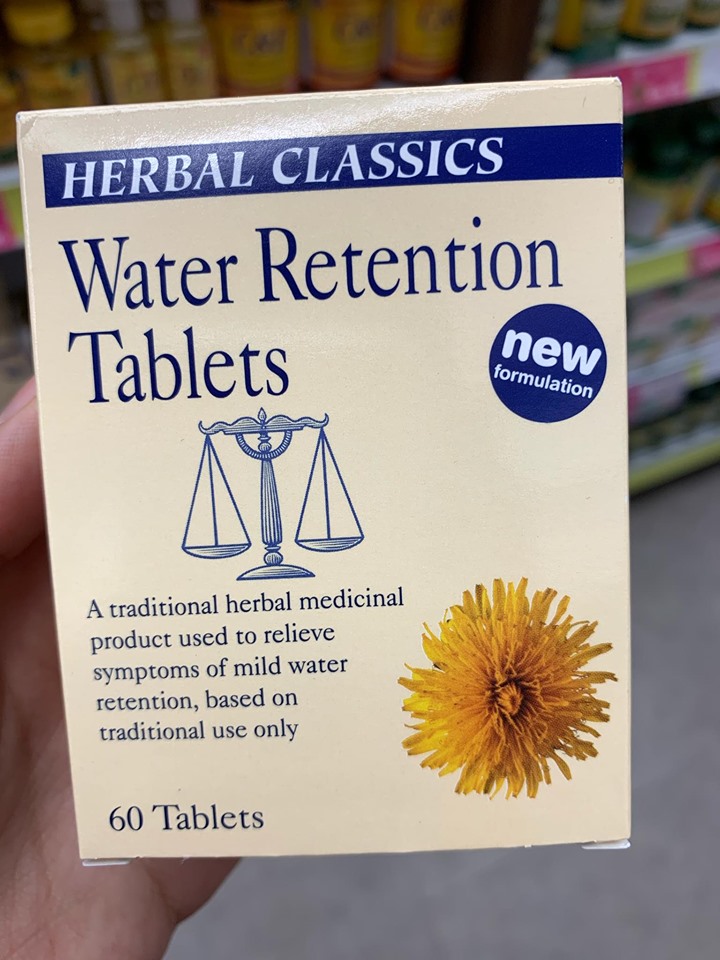 HERBAL CLASSICS
Water Retention
Tablets
new
formulation
A traditional herbal medicinal
product used to relieve
symptoms of mild water
retention, based on
traditional use only
60 Tablets